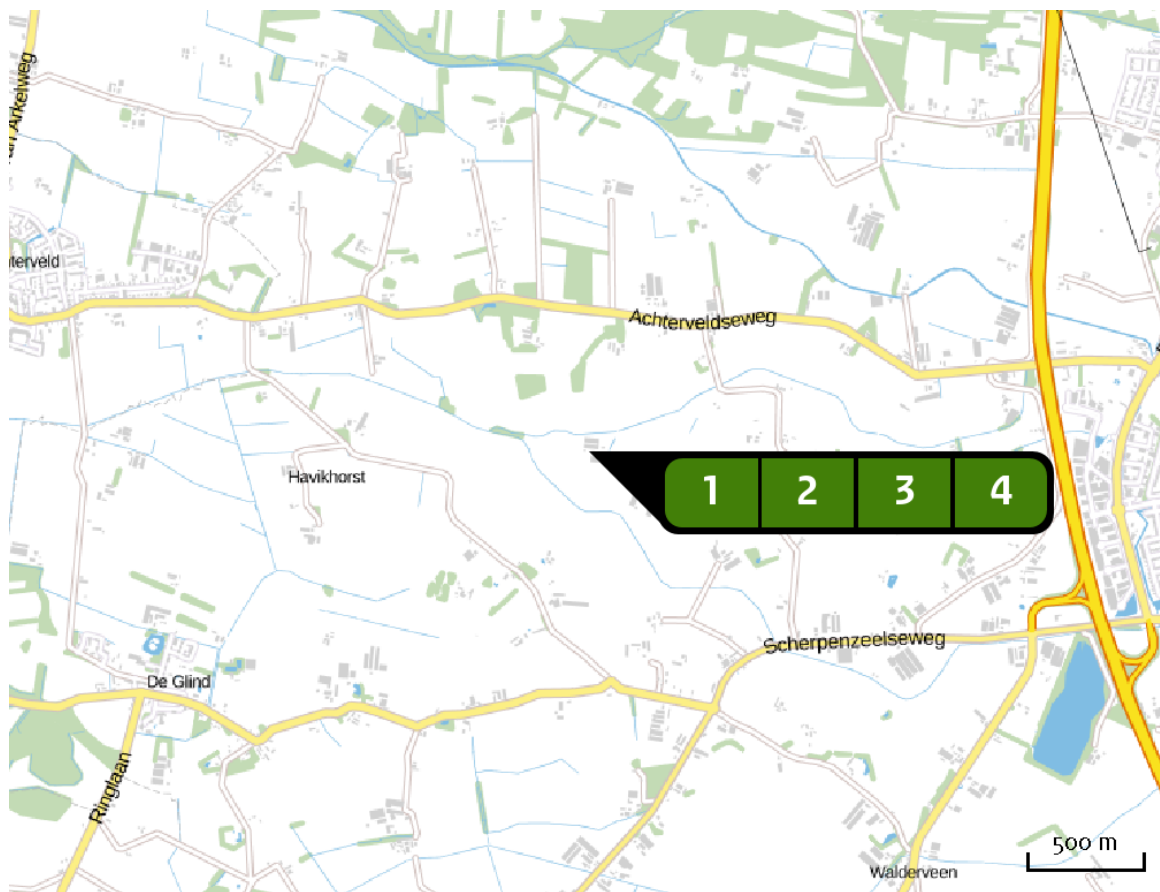 Arkelweg
terveld
Achterveldseweg
Havikhorst
1 2 3 4
Scherpenzeelseweg
De Glind
Ringlaan
500 m
Walderveen